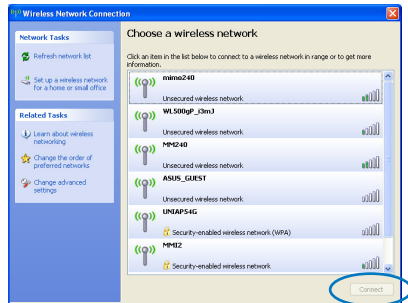 Wireless Network Connection
Network Tasks
Refresh network list
Set up a wireless network
for a home or small office
Related Tasks
Learn about wireless
networking
Change the order of
preferred networks
Change advanced
settings
Choose a wireless network
Click an item in the list below to connect to a wireless network in range or to get more
information.
mimo240
Unsecured wireless network
WL500gP_i3mJ
Unsecured wireless network
MM240
Unsecured wireless network
ASUS_GUEST
Unsecured wireless network
UNIAP54G
Security-enabled wireless network (WPA)
MMI2
Security-enabled wireless network
Connect